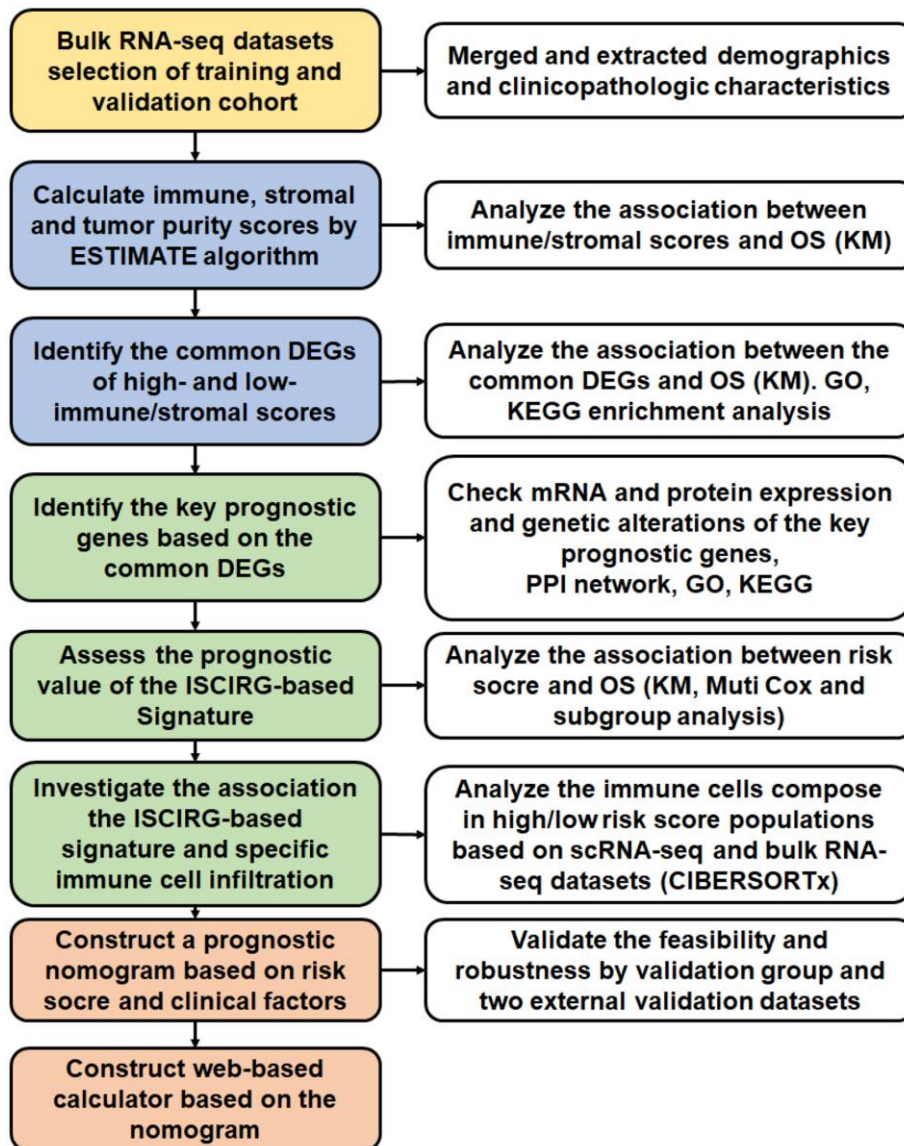 Bulk RNA-seq datasets
selection of training and
validation cohort
Merged and extracted demographics
and clinicopathologic characteristics
Calculate immune, stromal
and tumor purity scores by
ESTIMATE algorithm
Analyze the association between
immune/stromal scores and OS (KM)
Identify the common DEGs
of high- and low-
immune/stromal scores
Analyze the association between the
common DEGs and OS (KM). GO,
KEGG enrichment analysis
Identify the key prognostic
genes based on the
common DEGs
Check mRNA and protein expression
and genetic alterations of the key
prognostic genes,
PPI network, GO, KEGG
Assess the prognostic
value of the ISCIRG-based
Signature
Analyze the association between risk
socre and OS (KM, Muti Cox and
subgroup analysis)
Investigate the association
the ISCIRG-based
signature and specific
immune cell infiltration
Analyze the immune cells compose
in high/low risk score populations
based on scRNA-seq and bulk RNA-
seq datasets (CIBERSORTx)
Construct a prognostic
nomogram based on risk
socre and clinical factors
Validate the feasibility and
robustness by validation group and
two external validation datasets
Construct web-based
calculator based on the
nomogram